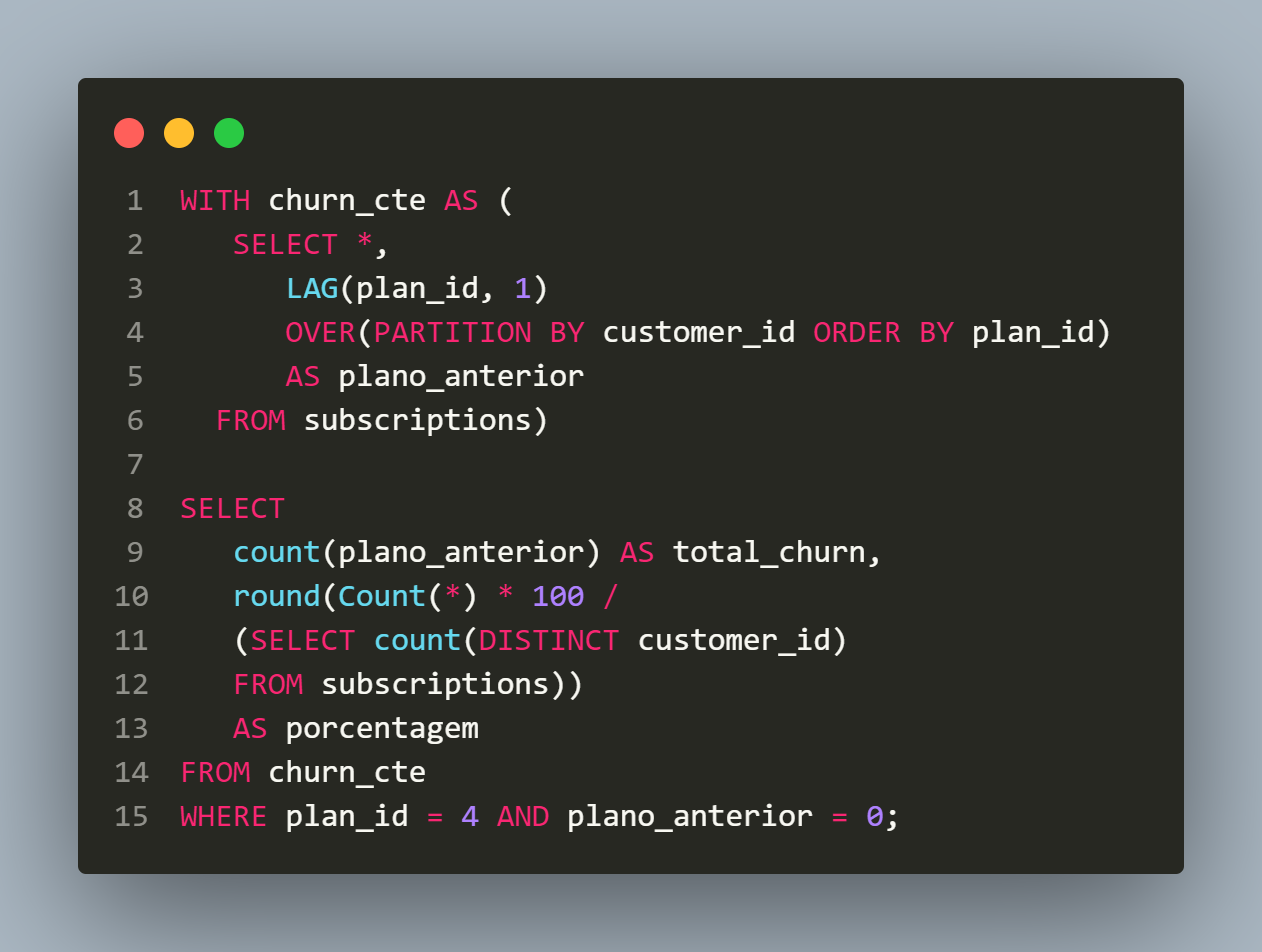 1 WITH churn_cte AS (
2 SELECT *,
3 LAG(plan_id, 1)
4 OVER(PARTITION BY customer_id ORDER BY plan_id)
5 AS plano_anterior
6 FROM subscriptions)
7
8 SELECT
9 count(plano_anterior) AS total_churn,
10 round(Count(*) * 100 /
11 (SELECT count(DISTINCT customer_id)
12 FROM subscriptions))
13 AS porcentagem
14 FROM churn_cte
15 WHERE plan_id = 4 AND plano_anterior = 0;